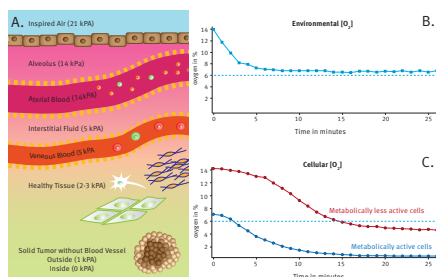 A.
Inspired Air (21 kPA)
Alveolus (14 kPa)
Aterial Blood (14kPa)
Interstitial Fluid (5 kPA)
Veneous Blood (5 kPA
Healthy Tissue (2-3 kPA)
Solid Tumor without Blood Vessel
Outside (1 kPA)
Inside (0 kPA)
Environmental [O₂]
B.
oxygen in %
16
14
12
10
8
6
4
2
0
5
10
15
20
25
Time in minutes
Cellular [O₂]
C.
oxygen in %
14
12
10
8
6
4
2
0
Metabolically less active cells
Metabolically active cells
0
5
10
15
20
25
Time in minutes